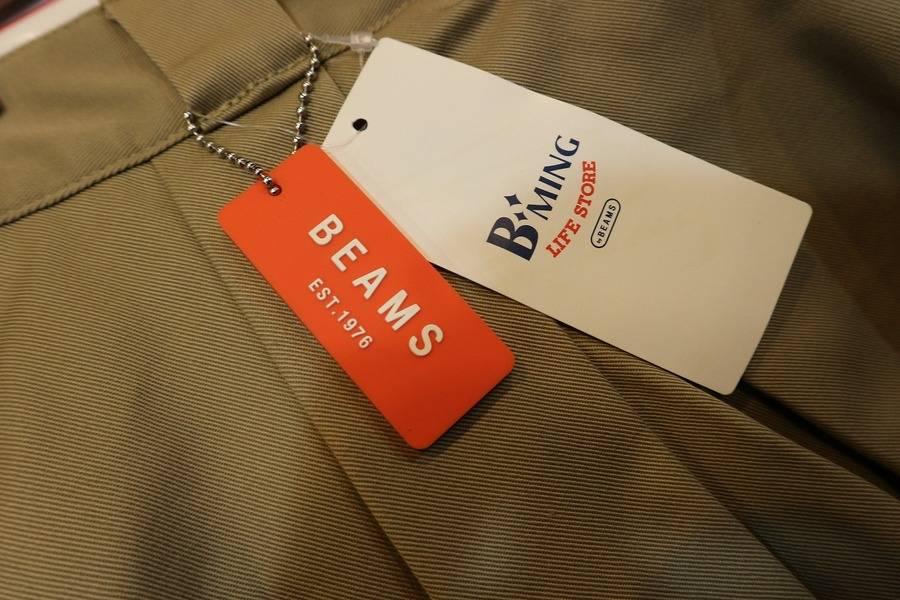 BEAMS
EST.1976
B:MING
LIFE STORE
by BEAMS